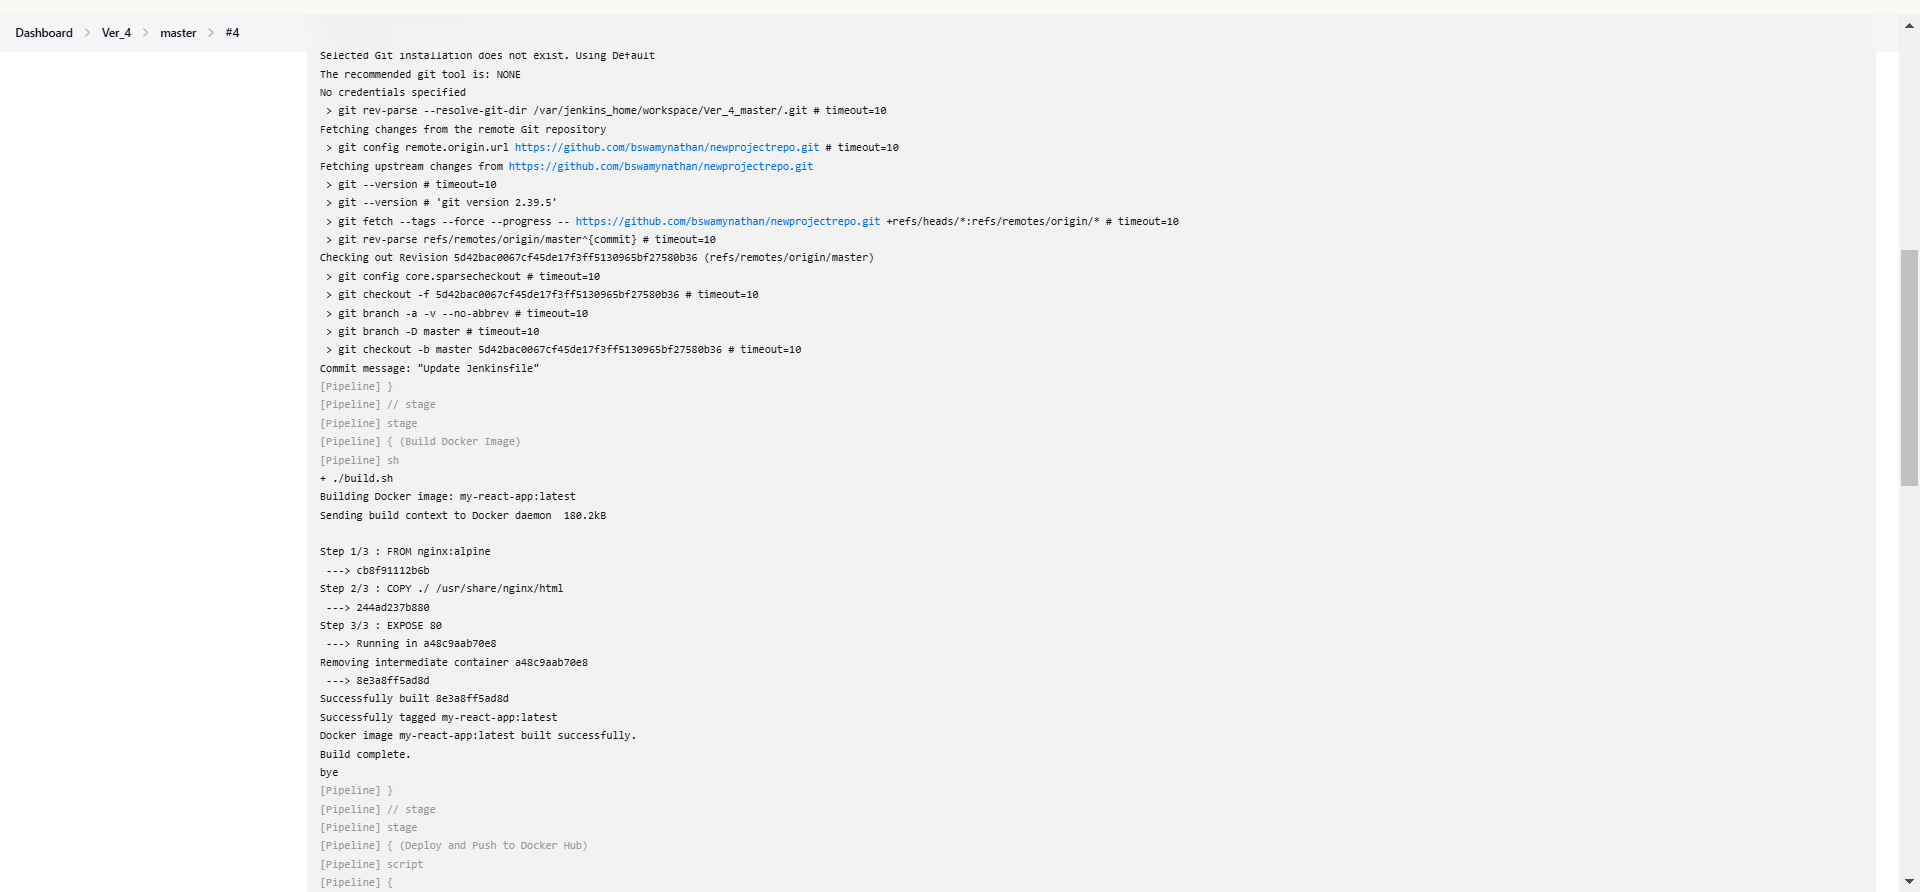 Dashboard > Ver_4 > master > #4
Selected Git installation does not exist. Using Default
The recommended git tool is: NONE
No credentials specified
 > git rev-parse --resolve-git-dir /var/jenkins_home/workspace/Ver_4_master/.git # timeout=10
Fetching changes from the remote Git repository
 > git config remote.origin.url https://github.com/bswamynathan/newprojectrepo.git # timeout=10
Fetching upstream changes from https://github.com/bswamynathan/newprojectrepo.git
 > git --version # timeout=10
 > git --version # 'git version 2.39.5'
 > git fetch --tags --force --progress -- https://github.com/bswamynathan/newprojectrepo.git +refs/heads/*:refs/remotes/origin/* # timeout=10
 > git rev-parse refs/remotes/origin/master^{commit} # timeout=10
Checking out Revision 5d42bac0067cf45de17f3ff5130965bf27580b36 (refs/remotes/origin/master)
 > git config core.sparsecheckout # timeout=10
 > git checkout -f 5d42bac0067cf45de17f3ff5130965bf27580b36 # timeout=10
 > git branch -a -v --no-abbrev # timeout=10
 > git branch -D master # timeout=10
 > git checkout -b master 5d42bac0067cf45de17f3ff5130965bf27580b36 # timeout=10
Commit message: "Update Jenkinsfile"
[Pipeline] }
[Pipeline] // stage
[Pipeline] stage
[Pipeline] { (Build Docker Image)
[Pipeline] sh
+ ./build.sh
Building Docker image: my-react-app:latest
Sending build context to Docker daemon  180.2kB
Step 1/3 : FROM nginx:alpine
 ---> cb8f91112b6b
Step 2/3 : COPY ./ /usr/share/nginx/html
 ---> 244ad237b880
Step 3/3 : EXPOSE 80
 ---> Running in a48c9aab70e8
Removing intermediate container a48c9aab70e8
 ---> 8e3a8ff5ad8d
Successfully built 8e3a8ff5ad8d
Successfully tagged my-react-app:latest
Docker image my-react-app:latest built successfully.
Build complete.
bye
[Pipeline] }
[Pipeline] // stage
[Pipeline] stage
[Pipeline] { (Deploy and Push to Docker Hub)
[Pipeline] script
[Pipeline] {